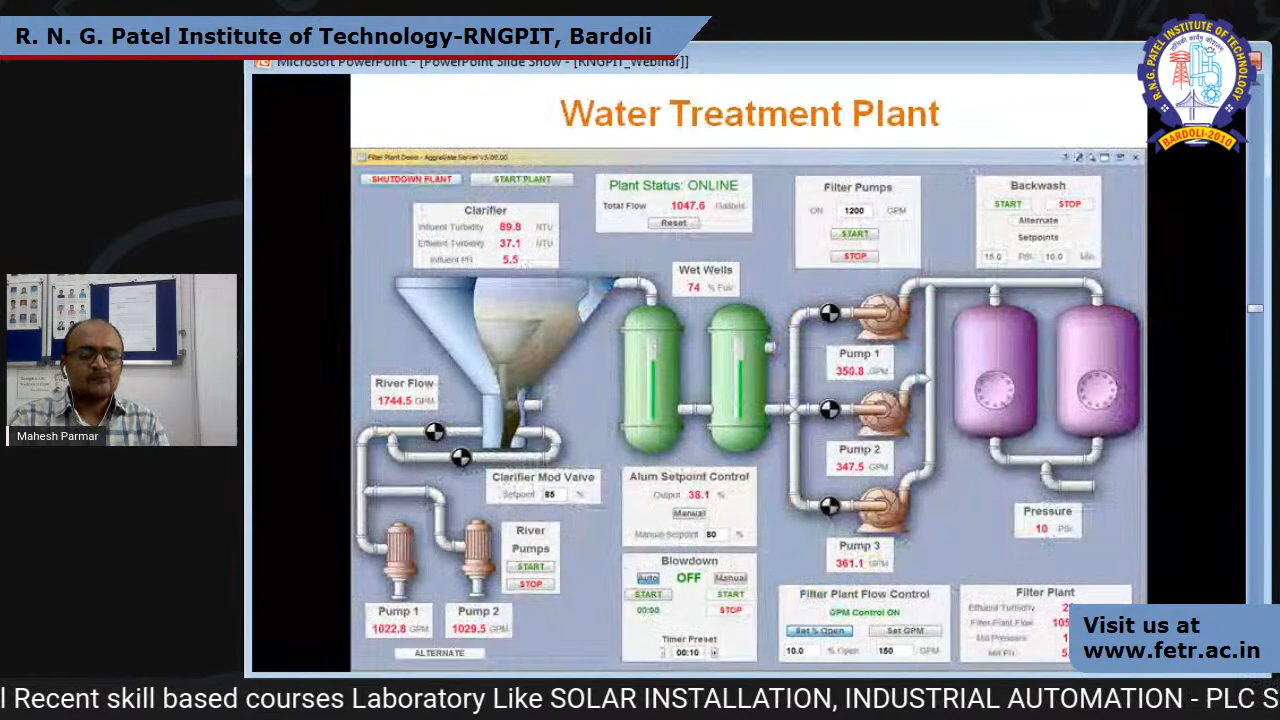 R. N. G. Patel Institute of Technology-RNGPIT, Bardoli
Microsoft PowerPoint - [PowerPoint Slide Show - [RNGPIT_Webinar]]
R. N. G. PATEL INSTITUTE OF TECHNOLOGY
BARDOLI-2010
Water Treatment Plant
Filter Plant Demo - AggreGate Server v5.00.00
SHUTDOWN PLANT
START PLANT
Clarifier
Influent Turbidity 89.8 NTU
Effluent Turbidity 37.1 NTU
Influent PH 5.5
Plant Status: ONLINE
Total Flow 1047.6 Gallons
Reset
Filter Pumps
ON 1200 GPM
START
STOP
Backwash
START STOP
Alternate
Setpoints
15.0 PSI 10.0 Min
Wet Wells
74 % Full
River Flow
1744.5 GPM
Pump 1
350.8 GPM
Pump 2
347.5 GPM
Pump 3
361.1 GPM
Clarifier Mod Valve
Setpoint 85 %
River
Pumps
START
STOP
Pump 1
1022.8 GPM
Pump 2
1029.5 GPM
ALTERNATE
Alum Setpoint Control
Output 38.1 %
Manual
Manual Setpoint 80 %
Blowdown
Auto OFF Manual
START START
00:00 STOP
Timer Preset
- 00:10 +
Pressure
10 PSI
Filter Plant Flow Control
GPM Control ON
Set % Open Set GPM
10.0 % Open 150 GPM
Filter Plant
Effluent Turbidity
Filter Plant Flow
Mid Pressure
Mid PH
Mahesh Parmar
Visit us at
www.fetr.ac.in
l Recent skill based courses Laboratory Like SOLAR INSTALLATION, INDUSTRIAL AUTOMATION - PLC S